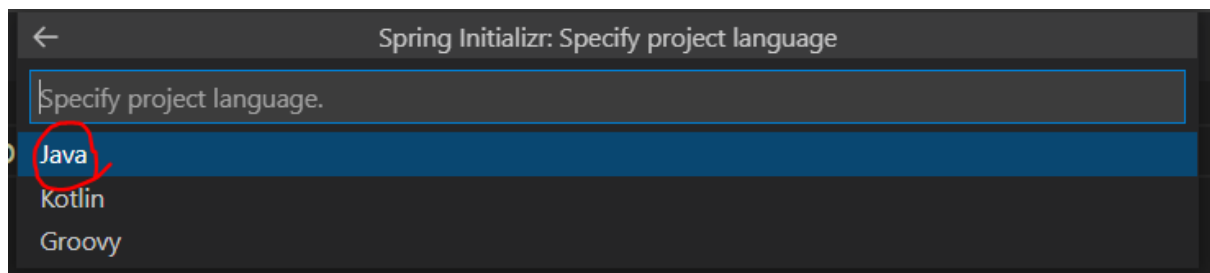 Spring Initializr: Specify project language
Specify project language.
Java
Kotlin
Groovy